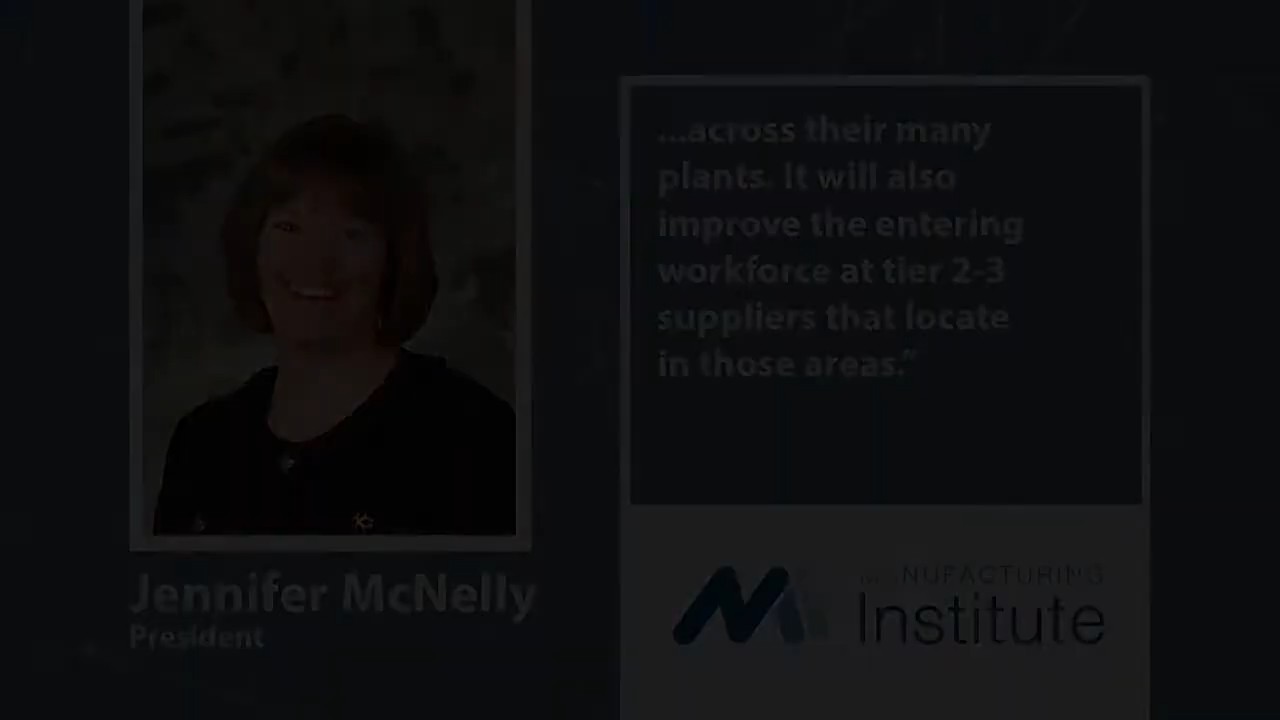 ...across their many
plants. It will also
improve the entering
workforce at tier 2-3
suppliers that locate
in those areas.”
Jennifer McNelly
President
MANUFACTURING
Institute